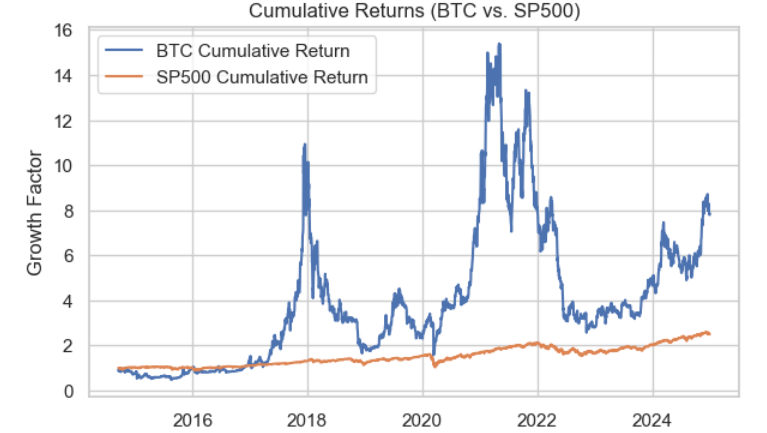 Cumulative Returns (BTC vs. SP500)
16
BTC Cumulative Return
SP500 Cumulative Return
14
12
10
8
6
4
2
0
Growth Factor
2016 2018 2020 2022 2024